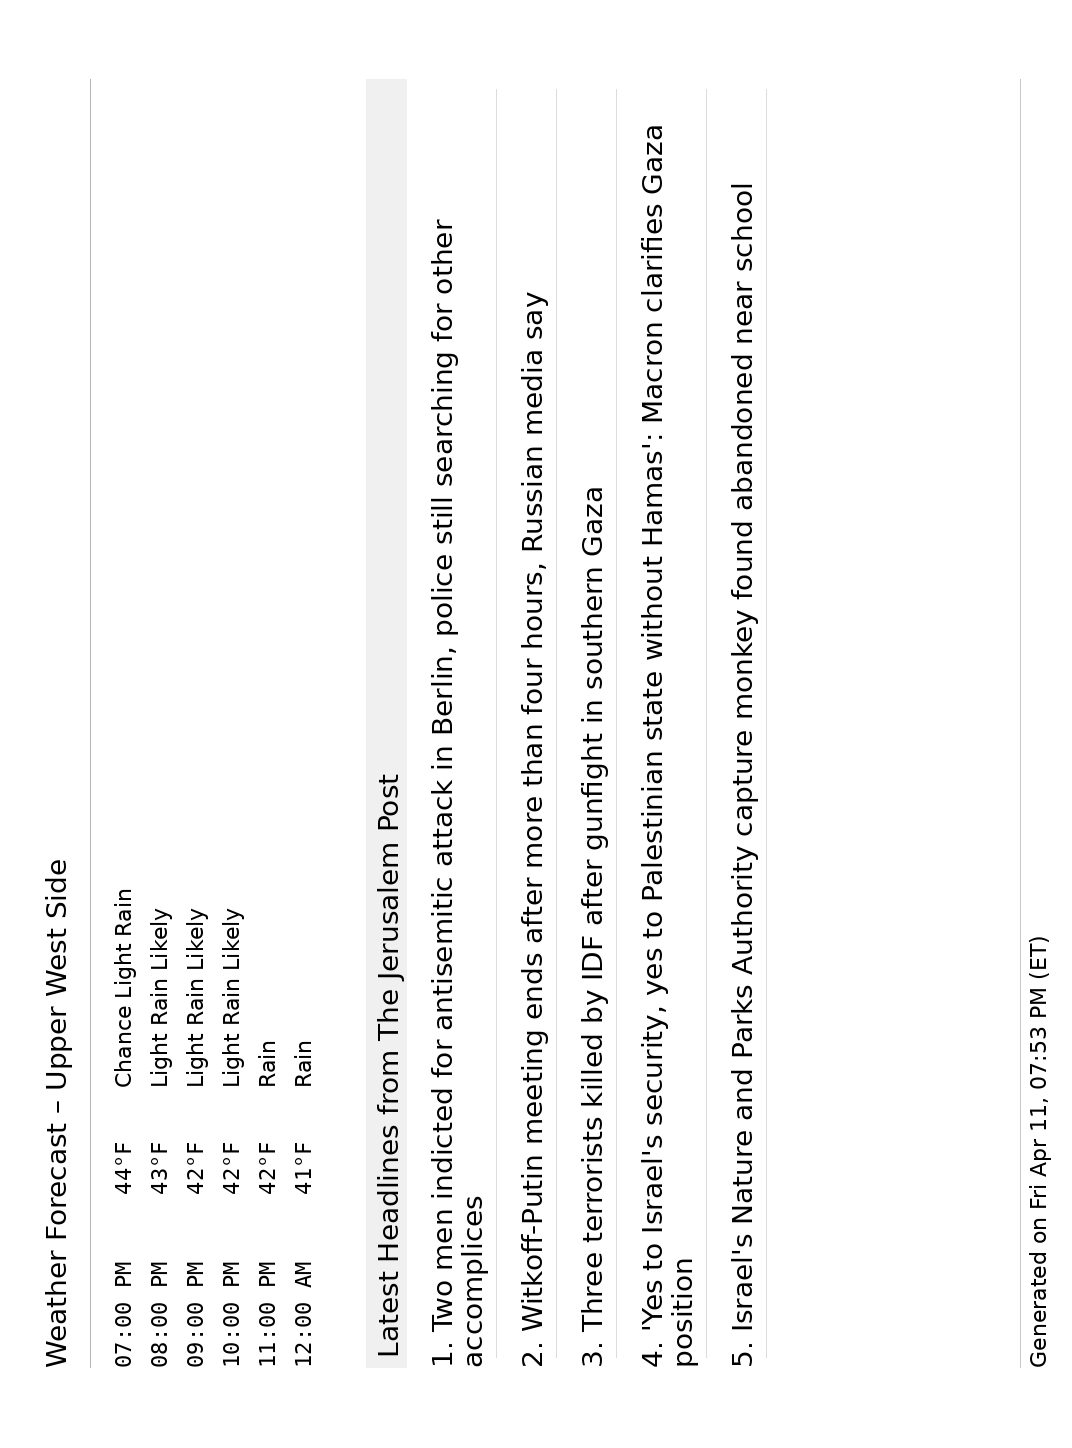 Weather Forecast – Upper West Side
07:00 PM 44°F Chance Light Rain
08:00 PM 43°F Light Rain Likely
09:00 PM 42°F Light Rain Likely
10:00 PM 42°F Light Rain Likely
11:00 PM 42°F Rain
12:00 AM 41°F Rain
Latest Headlines from The Jerusalem Post
1. Two men indicted for antisemitic attack in Berlin, police still searching for other
accomplices
2. Witkoff-Putin meeting ends after more than four hours, Russian media say
3. Three terrorists killed by IDF after gunfight in southern Gaza
4. 'Yes to Israel's security, yes to Palestinian state without Hamas': Macron clarifies Gaza
position
5. Israel's Nature and Parks Authority capture monkey found abandoned near school
Generated on Fri Apr 11, 07:53 PM (ET)